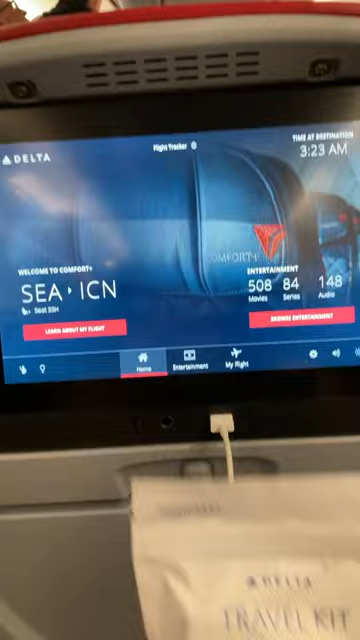 DELTA
Flight Tracker
TIME AT DESTINATION
3:23 AM
COMFORT+
WELCOME TO COMFORT+
SEA ICN
Seat 33H
LEARN ABOUT MY FLIGHT
ENTERTAINMENT
508 84 148
Movies Series Audio
BROWSE ENTERTAINMENT
Home Entertainment My Flight
DELTA
TRAVEL KIT